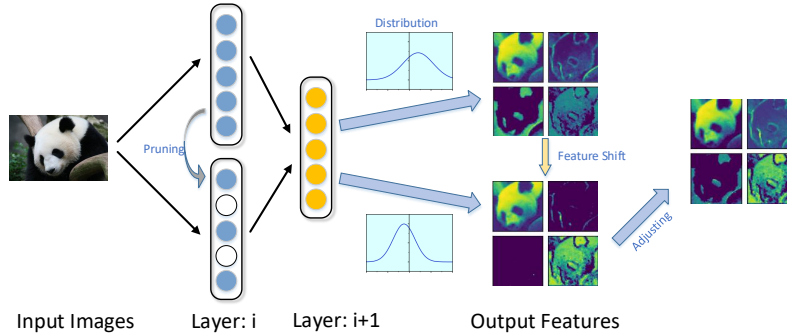 Distribution
Pruning
Feature Shift
Adjusting
Input Images
Layer: i
Layer: i+1
Output Features